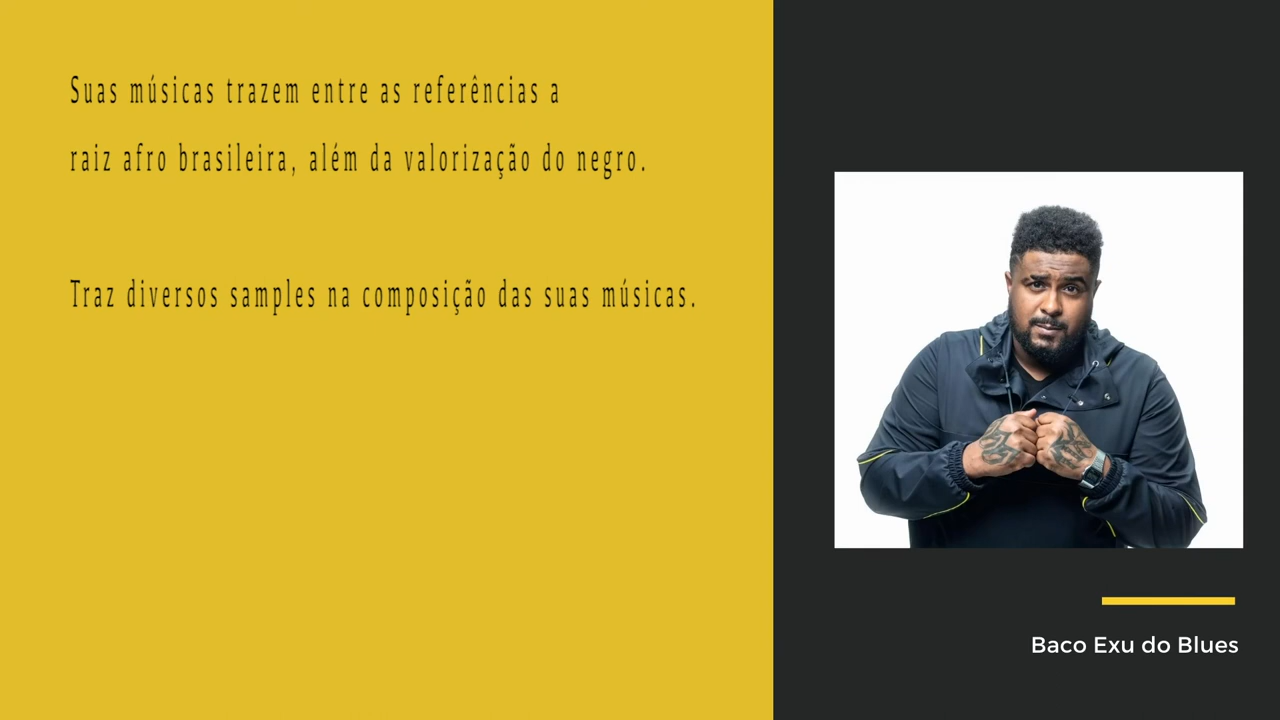 Suas músicas trazem entre as referências a
raiz afro brasileira, além da valorização do negro.
Traz diversos samples na composição das suas músicas.
Baco Exu do Blues